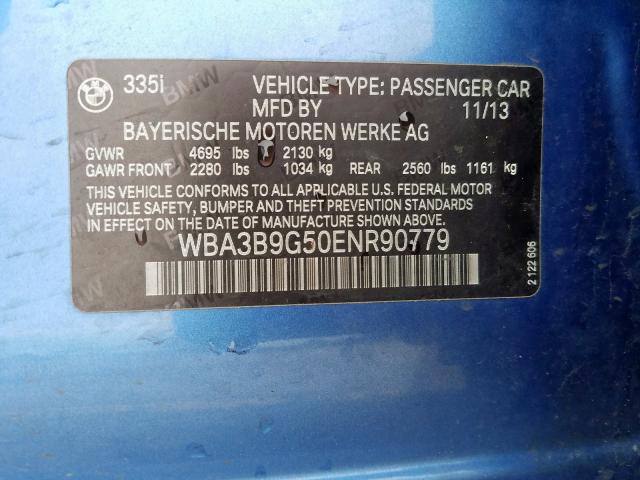 335i VEHICLE TYPE: PASSENGER CAR
MFD BY 11/13
BAYERISCHE MOTOREN WERKE AG
GVWR 4695 lbs 2130 kg
GAWR FRONT 2280 lbs 1034 kg REAR 2560 lbs 1161 kg
THIS VEHICLE CONFORMS TO ALL APPLICABLE U.S. FEDERAL MOTOR
VEHICLE SAFETY, BUMPER AND THEFT PREVENTION STANDARDS
IN EFFECT ON THE DATE OF MANUFACTURE SHOWN ABOVE.
WBA3B9G50ENR90779
2 122 606